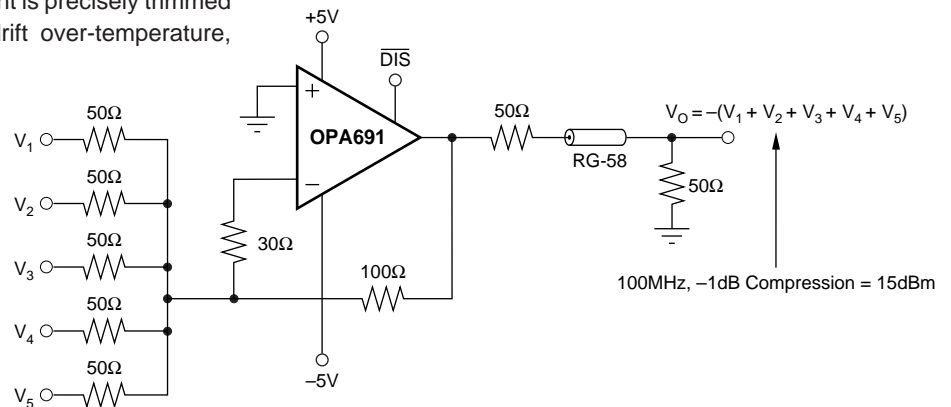 nt is precisely trimmed
drift over-temperature,
+5V
DIS
50Ω
V1
+
OPA691
50Ω
VO = –(V1 + V2 + V3 + V4 + V5)
RG-58
50Ω
V2
–
50Ω
V3
30Ω
50Ω
100Ω
100MHz, –1dB Compression = 15dBm
50Ω
V4
50Ω
V5
–5V